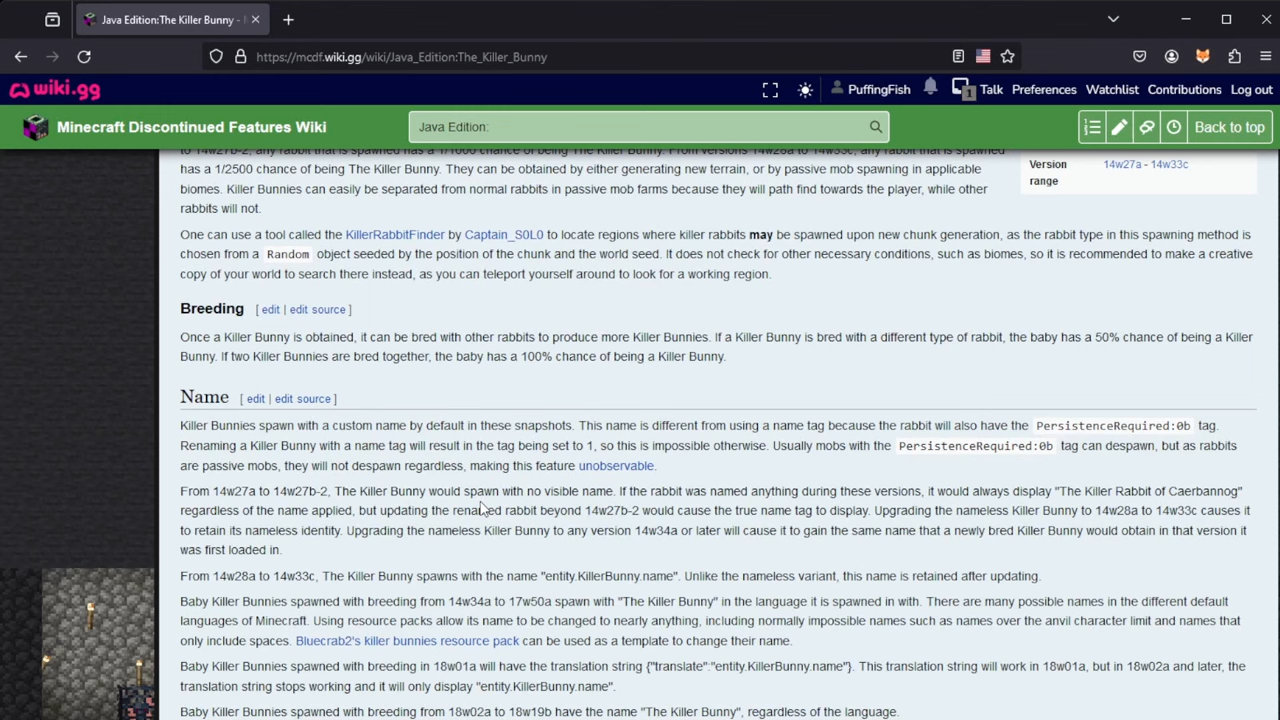 Java Edition:The Killer Bunny -
https://mcdf.wiki.gg/wiki/Java_Edition:The_Killer_Bunny
wiki.gg
PuffingFish
1
Talk
Preferences
Watchlist
Contributions
Log out
Minecraft Discontinued Features Wiki
Java Edition:
Back to top
to 14w27b-2, any rabbit that is spawned has a 1/1000 chance of being The Killer Bunny. From versions 14w28a to 14w33c, any rabbit that is spawned
has a 1/2500 chance of being The Killer Bunny. They can be obtained by either generating new terrain, or by passive mob spawning in applicable
biomes. Killer Bunnies can easily be separated from normal rabbits in passive mob farms because they will path find towards the player, while other
rabbits will not.
Version
range
14w27a - 14w33c
One can use a tool called the KillerRabbitFinder by Captain_S0L0 to locate regions where killer rabbits may be spawned upon new chunk generation, as the rabbit type in this spawning method is
chosen from a Random object seeded by the position of the chunk and the world seed. It does not check for other necessary conditions, such as biomes, so it is recommended to make a creative
copy of your world to search there instead, as you can teleport yourself around to look for a working region.
Breeding [ edit | edit source ]
Once a Killer Bunny is obtained, it can be bred with other rabbits to produce more Killer Bunnies. If a Killer Bunny is bred with a different type of rabbit, the baby has a 50% chance of being a Killer
Bunny. If two Killer Bunnies are bred together, the baby has a 100% chance of being a Killer Bunny.
Name [ edit | edit source ]
Killer Bunnies spawn with a custom name by default in these snapshots. This name is different from using a name tag because the rabbit will also have the PersistenceRequired:0b tag.
Renaming a Killer Bunny with a name tag will result in the tag being set to 1, so this is impossible otherwise. Usually mobs with the PersistenceRequired:0b tag can despawn, but as rabbits
are passive mobs, they will not despawn regardless, making this feature unobservable.
From 14w27a to 14w27b-2, The Killer Bunny would spawn with no visible name. If the rabbit was named anything during these versions, it would always display "The Killer Rabbit of Caerbannog"
regardless of the name applied, but updating the renamed rabbit beyond 14w27b-2 would cause the true name tag to display. Upgrading the nameless Killer Bunny to 14w28a to 14w33c causes it
to retain its nameless identity. Upgrading the nameless Killer Bunny to any version 14w34a or later will cause it to gain the same name that a newly bred Killer Bunny would obtain in that version it
was first loaded in.
From 14w28a to 14w33c, The Killer Bunny spawns with the name "entity.KillerBunny.name". Unlike the nameless variant, this name is retained after updating.
Baby Killer Bunnies spawned with breeding from 14w34a to 17w50a spawn with "The Killer Bunny" in the language it is spawned in with. There are many possible names in the different default
languages of Minecraft. Using resource packs allow its name to be changed to nearly anything, including normally impossible names such as names over the anvil character limit and names that
only include spaces. Bluecrab2's killer bunnies resource pack can be used as a template to change their name.
Baby Killer Bunnies spawned with breeding in 18w01a will have the translation string {"translate":"entity.KillerBunny.name"}. This translation string will work in 18w01a, but in 18w02a and later, the
translation string stops working and it will only display "entity.KillerBunny.name".
Baby Killer Bunnies spawned with breeding from 18w02a to 18w19b have the name "The Killer Bunny", regardless of the language.